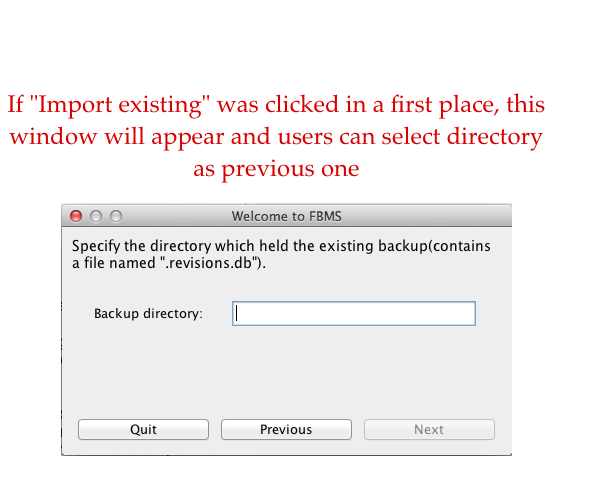 If "Import existing" was clicked in a first place, this
window will appear and users can select directory
as previous one
Welcome to FBMS
Specify the directory which held the existing backup(contains
a file named ".revisions.db").
Backup directory:
Quit
Previous
Next